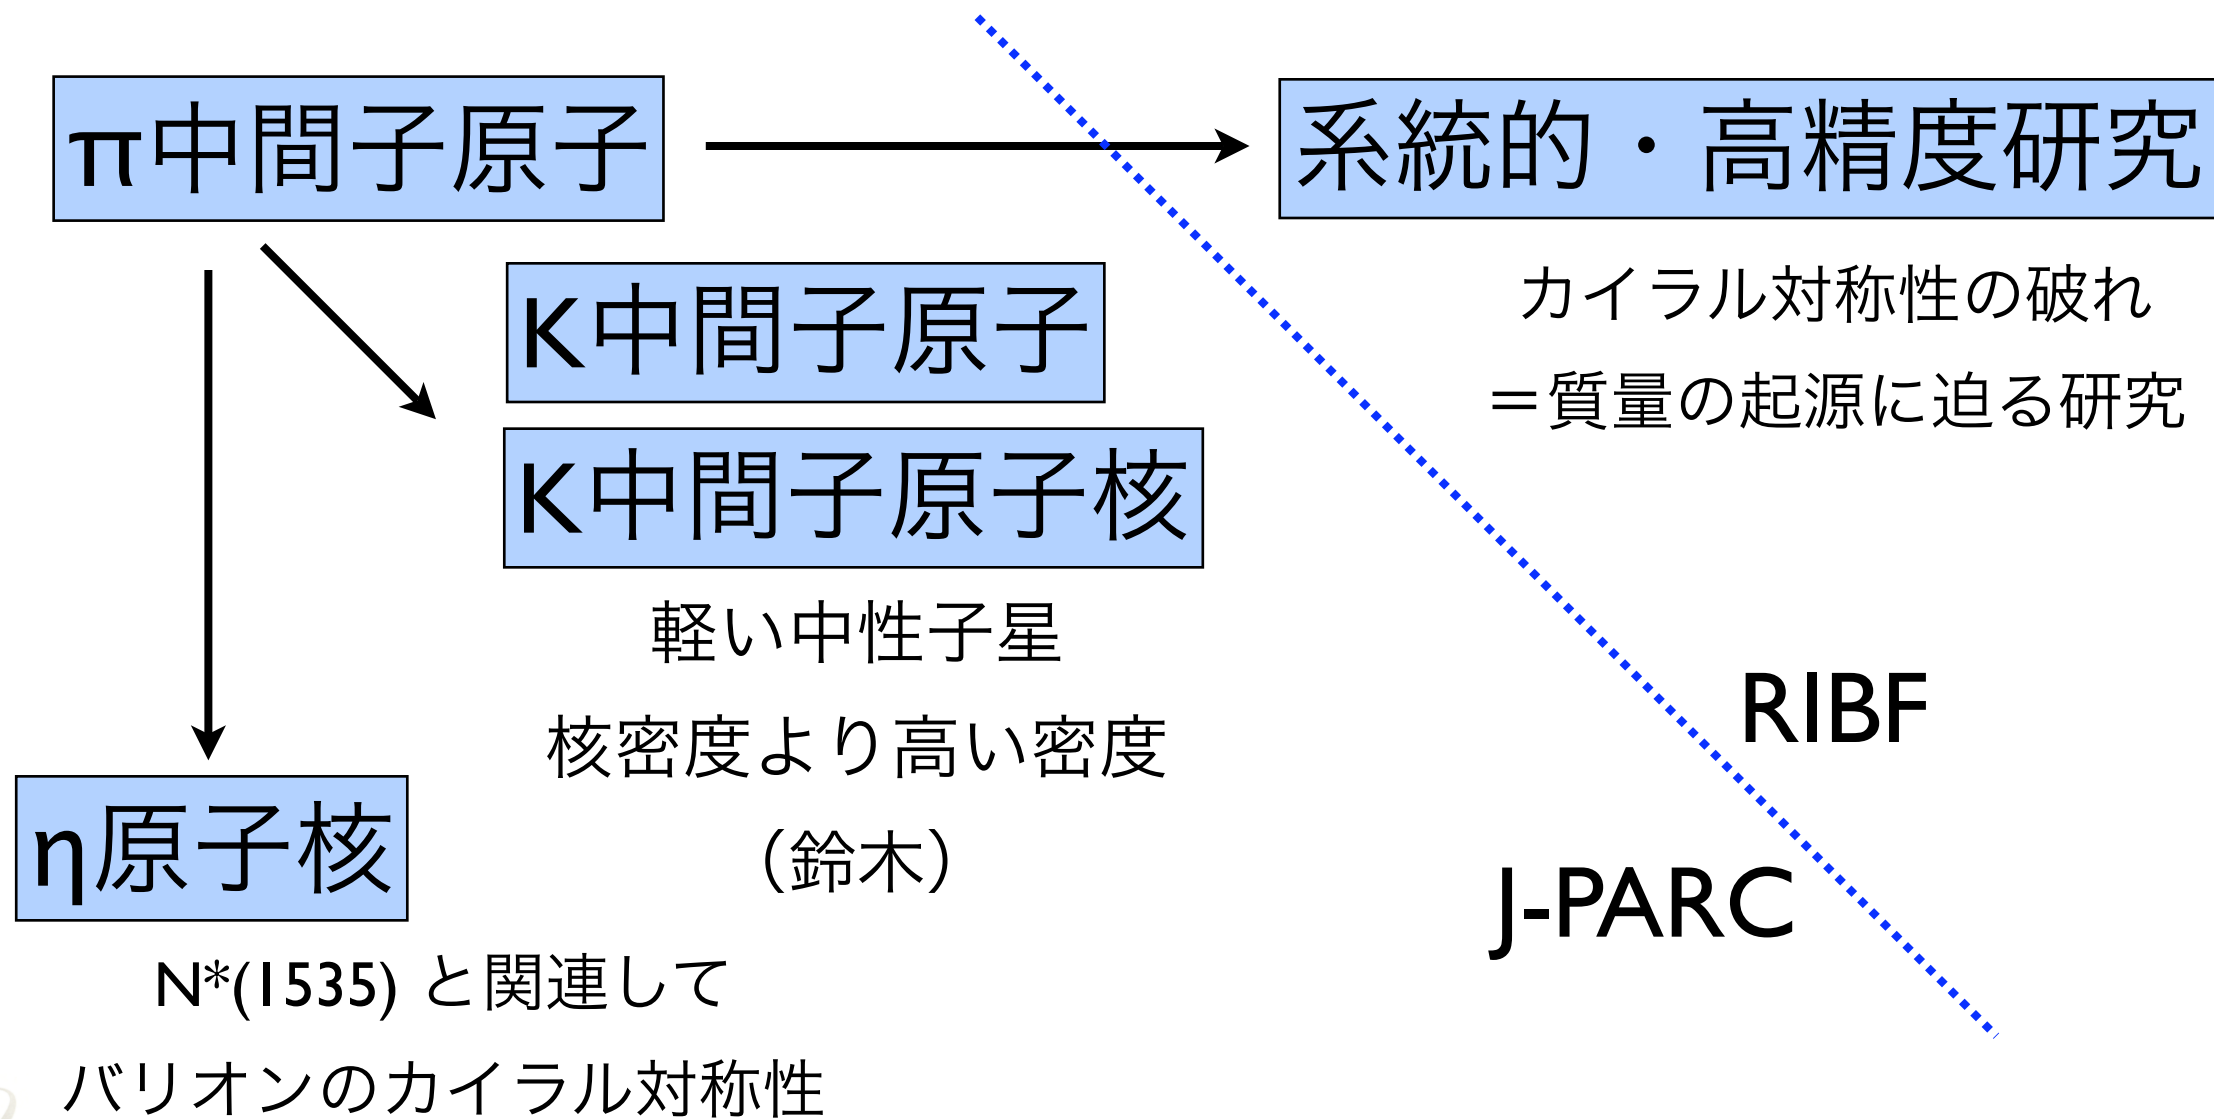 π中間子原子
系統的・高精度研究
カイラル対称性の破れ
＝質量の起源に迫る研究
K中間子原子
K中間子原子核
軽い中性子星
核密度より高い密度
（鈴木）
RIBF
J-PARC
η原子核
N*(1535) と関連して
バリオンのカイラル対称性